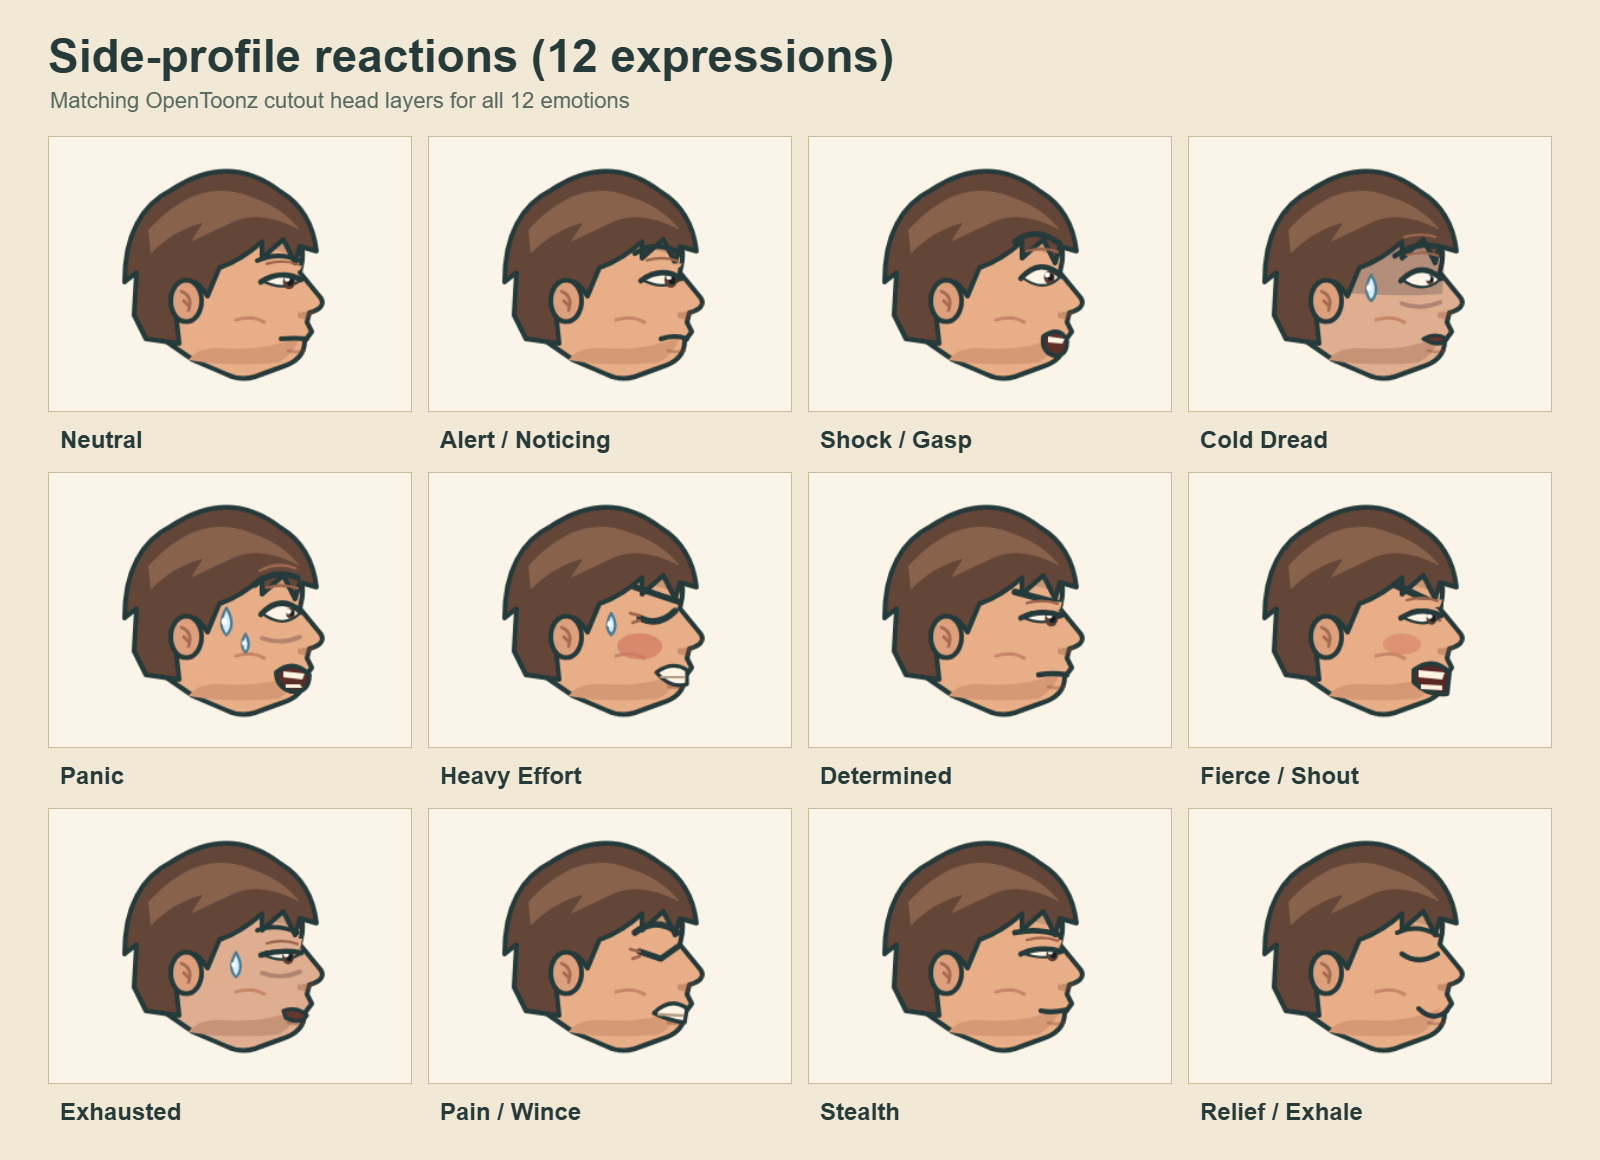 Side-profile reactions (12 expressions)
Matching OpenToonz cutout head layers for all 12 emotions
Neutral
Alert / Noticing
Shock / Gasp
Cold Dread
Panic
Heavy Effort
Determined
Fierce / Shout
Exhausted
Pain / Wince
Stealth
Relief / Exhale